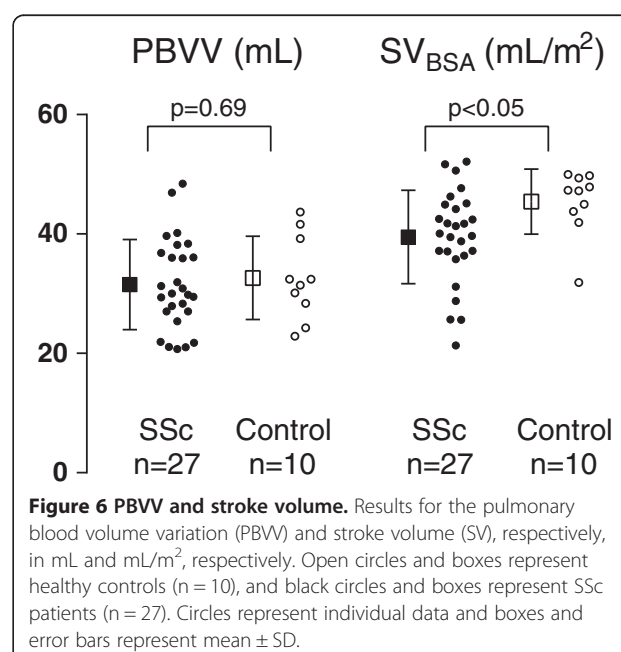 PBVV (mL) SV_BSA (mL/m²)
p=0.69 p<0.05
60
40
20
0
SSc Control SSc Control
n=27 n=10 n=27 n=10
Figure 6 PBVV and stroke volume. Results for the pulmonary
blood volume variation (PBVV) and stroke volume (SV), respectively,
in mL and mL/m², respectively. Open circles and boxes represent
healthy controls (n = 10), and black circles and boxes represent SSc
patients (n = 27). Circles represent individual data and boxes and
error bars represent mean ± SD.